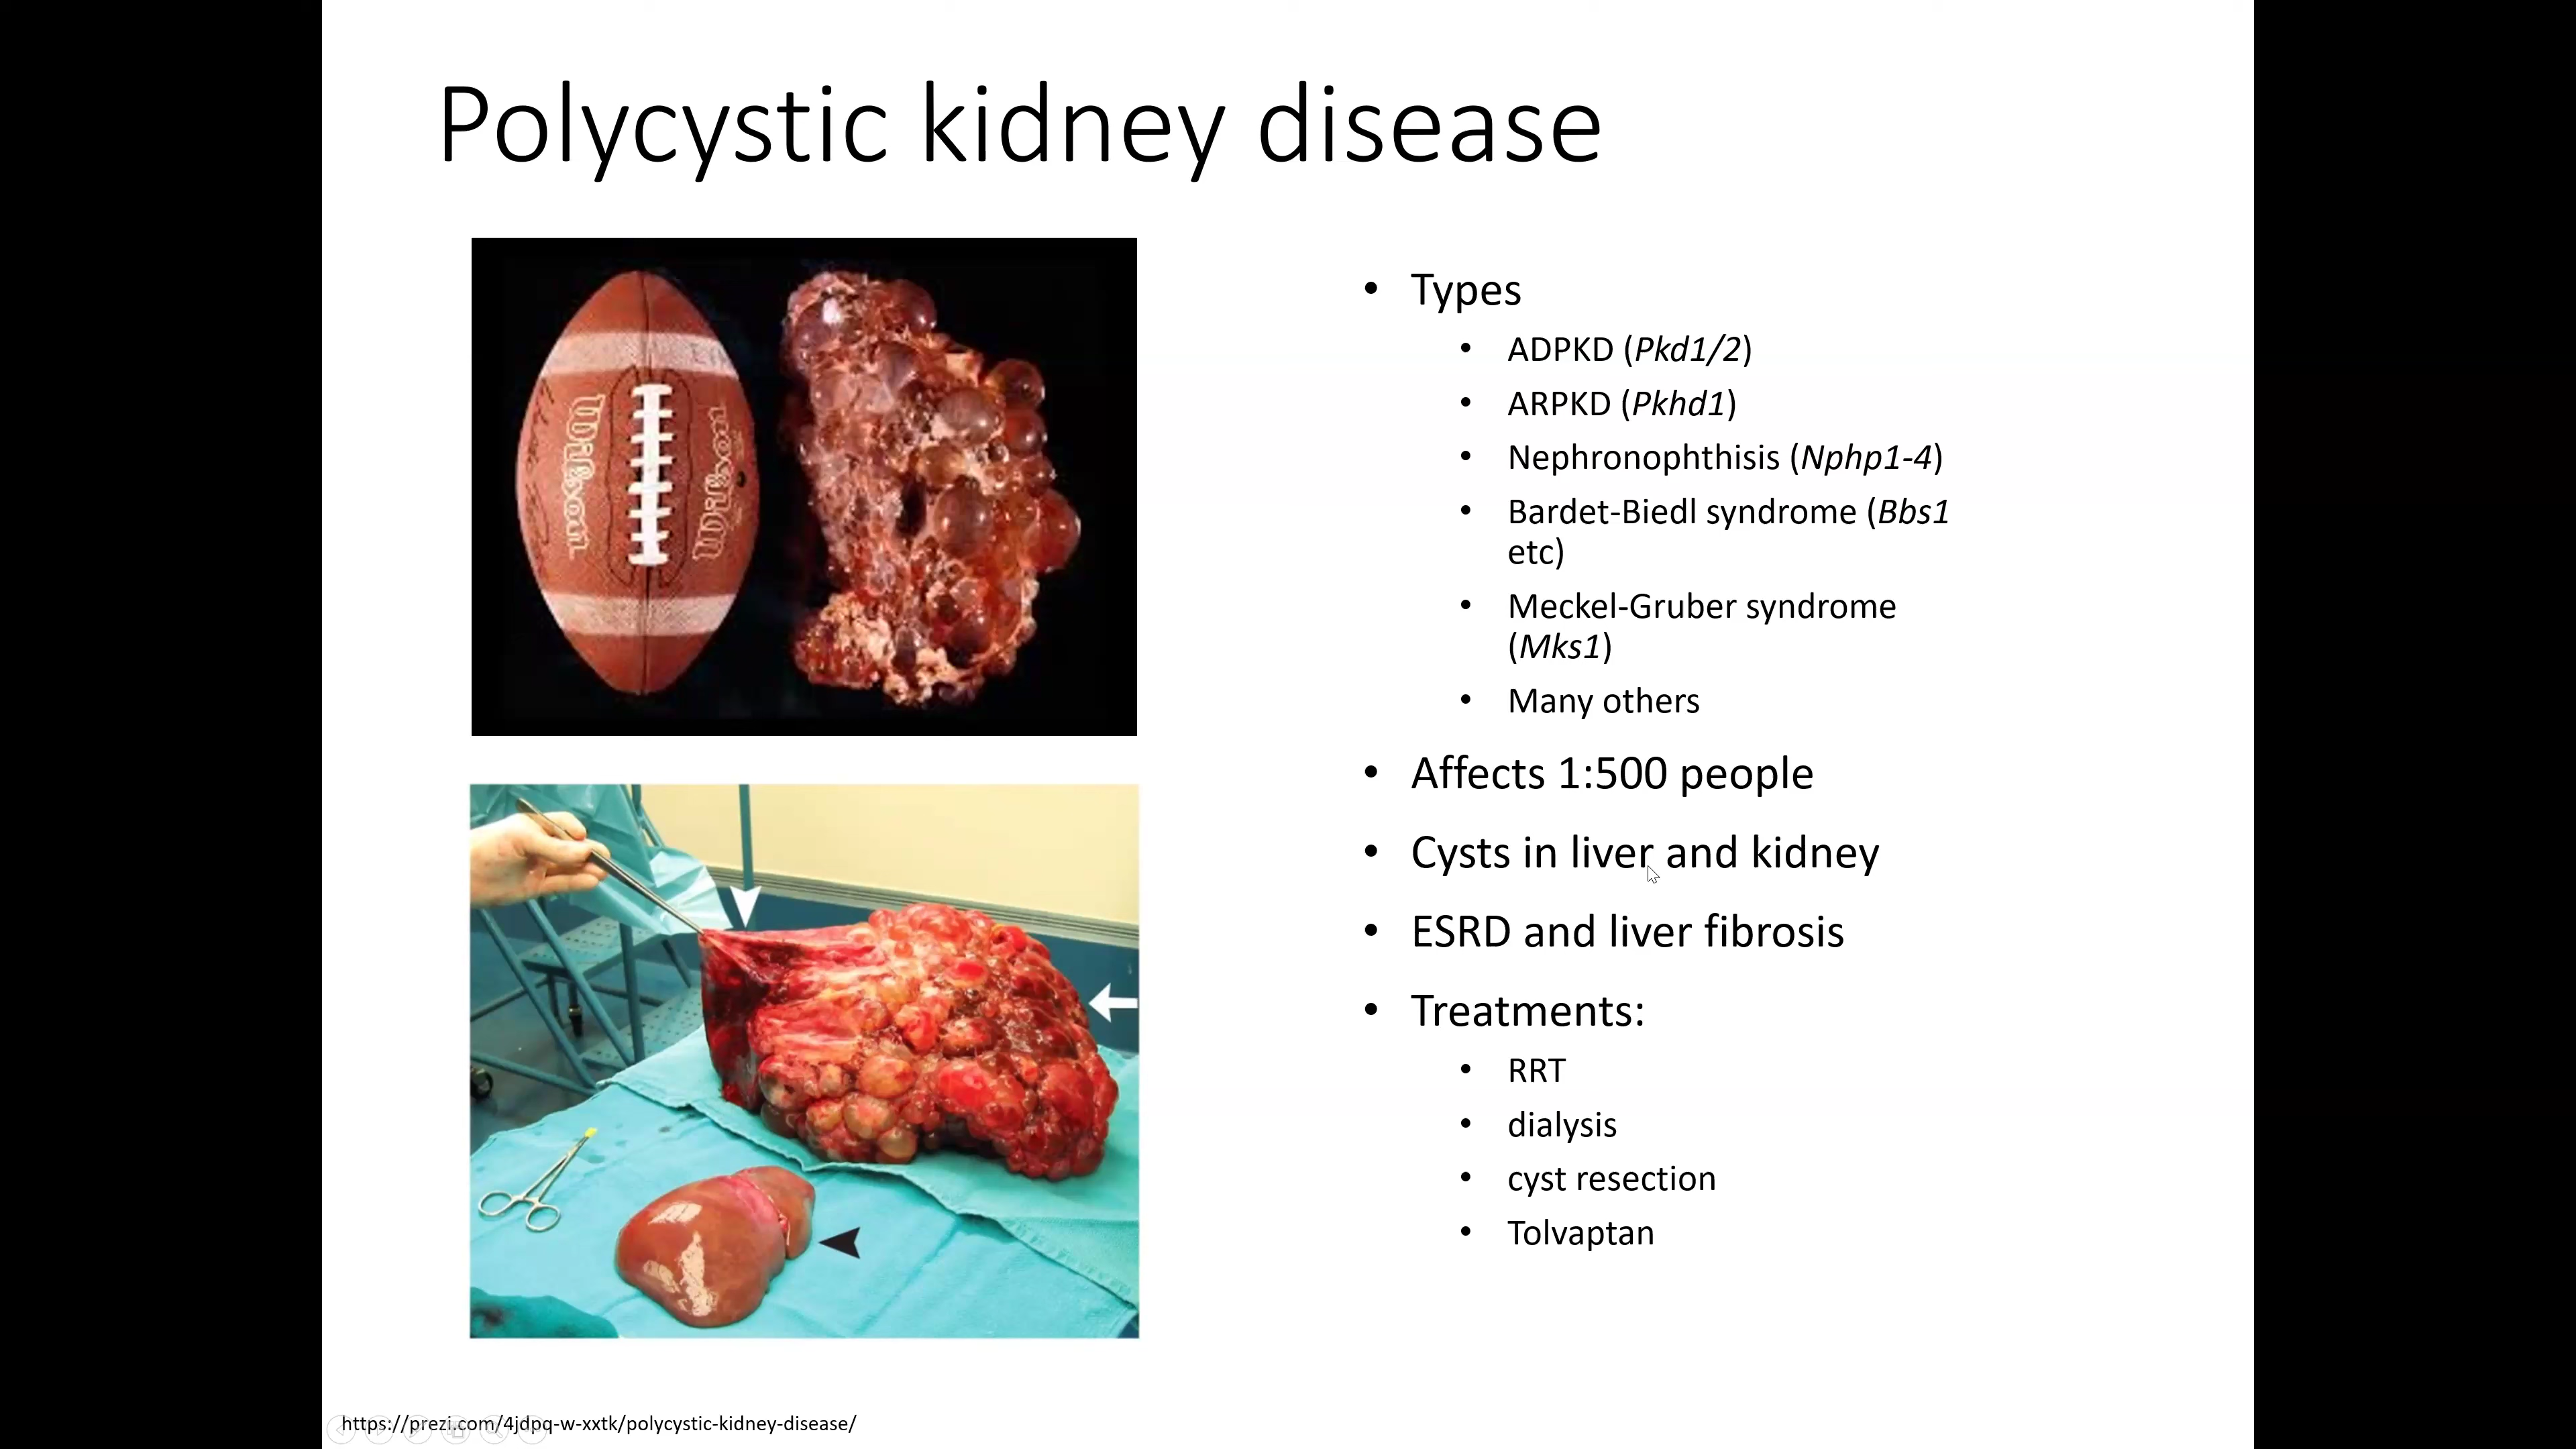 Polycystic kidney disease
Wilson
Wilson
• Types
• ADPKD (Pkd1/2)
• ARPKD (Pkhd1)
• Nephronophthisis (Nphp1-4)
• Bardet-Biedl syndrome (Bbs1
etc)
• Meckel-Gruber syndrome
(Mks1)
• Many others
• Affects 1:500 people
• Cysts in liver and kidney
• ESRD and liver fibrosis
• Treatments:
• RRT
• dialysis
• cyst resection
• Tolvaptan
https://prezi.com/4jdpq-w-xxtk/polycystic-kidney-disease/